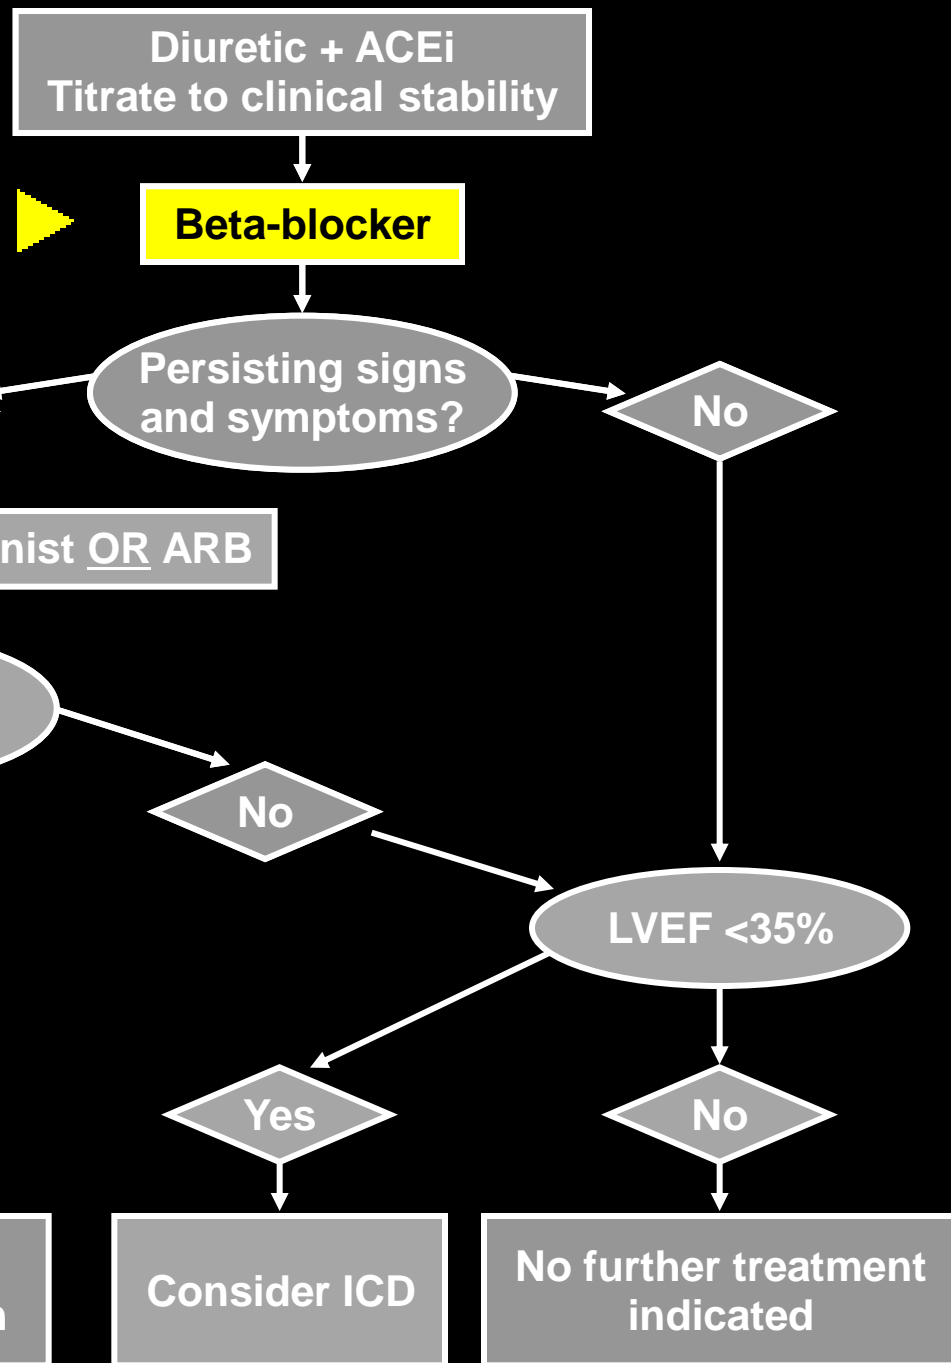 Diuretic + ACEi
Titrate to clinical stability
Beta-blocker
Persisting signs
and symptoms?
No
OR ARB
No
LVEF <35%
Yes
No
Consider ICD
No further treatment
indicated